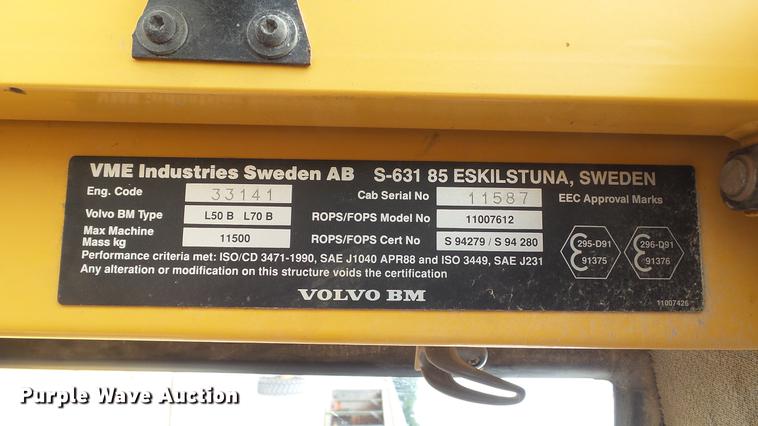 VME Industries Sweden AB S-631 85 ESKILSTUNA, SWEDEN
Eng. Code 33141 Cab Serial No 11587 EEC Approval Marks
Volvo BM Type L50 B L70 B ROPS/FOPS Model No 11007612
Max Machine Mass kg 11500 ROPS/FOPS Cert No S 94279 / S 94 280
295-D91 91375
296-D91 91376
Performance criteria met: ISO/CD 3471-1990, SAE J1040 APR88 and ISO 3449, SAE J231
Any alteration or modification on this structure voids the certification
VOLVO BM
11007426
Purple Wave Auction